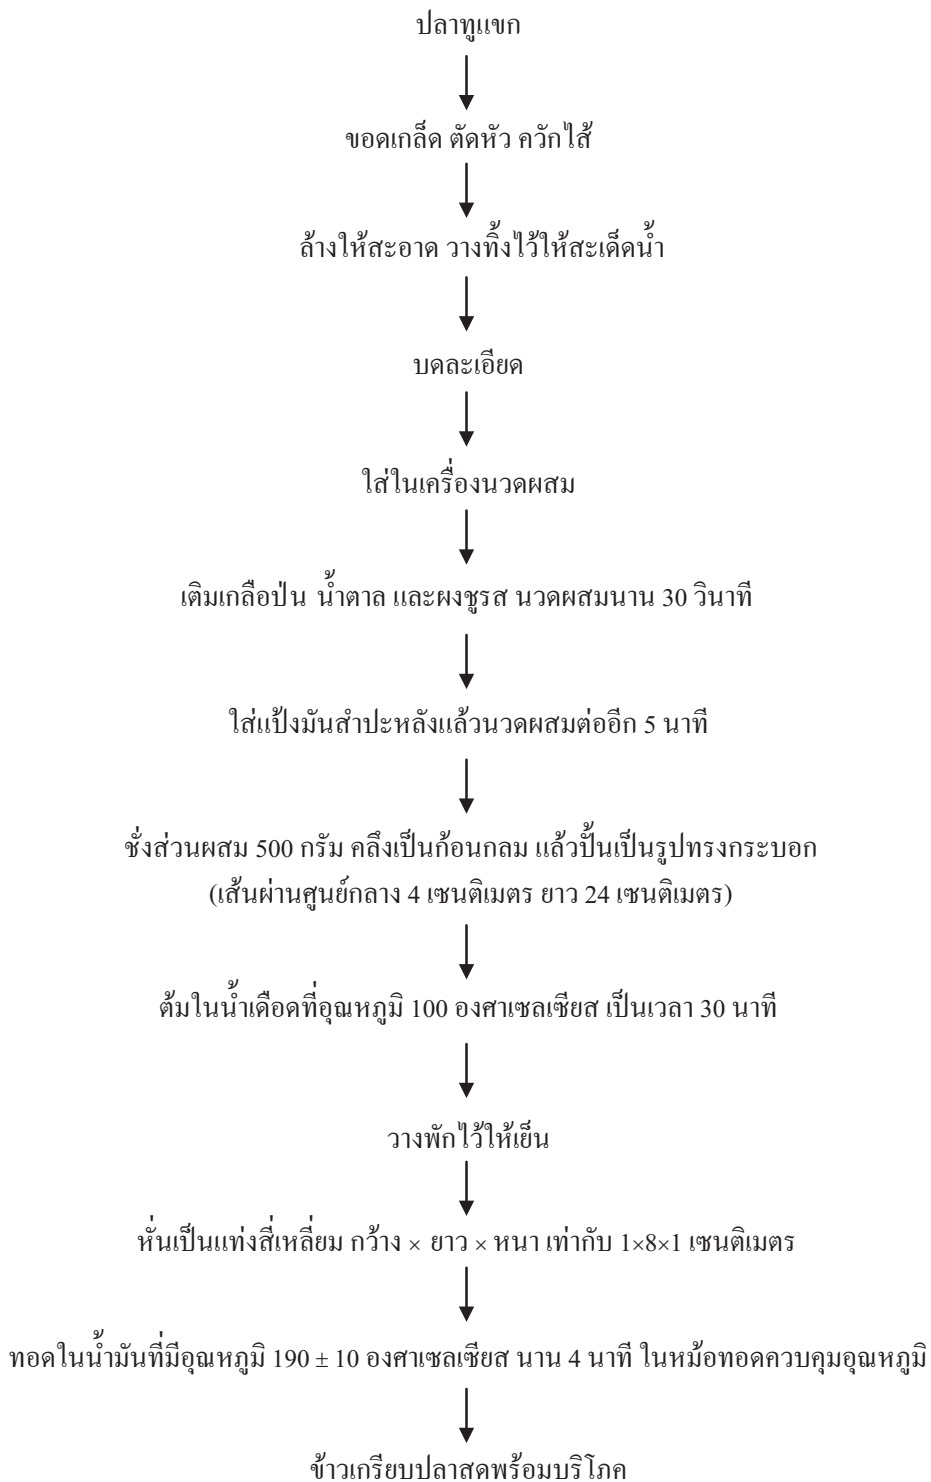 ปลาทูแขก
ขอดเกล็ด ตัดหัว ควักไส้
ล้างให้สะอาด วางทิ้งไว้ให้สะเด็ดน้ำ
บดละเอียด
ใส่ในเครื่องนวดผสม
เติมเกลือป่น น้ำตาล และผงชูรส นวดผสมนาน 30 วินาที
ใส่แป้งมันสำปะหลังแล้วนวดผสมต่ออีก 5 นาที
ชั่งส่วนผสม 500 กรัม คลึงเป็นก้อนกลม แล้วปั้นเป็นรูปทรงกระบอก
(เส้นผ่านศูนย์กลาง 4 เซนติเมตร ยาว 24 เซนติเมตร)
ต้มในน้ำเดือดที่อุณหภูมิ 100 องศาเซลเซียส เป็นเวลา 30 นาที
วางพักไว้ให้เย็น
หั่นเป็นแท่งสี่เหลี่ยม กว้าง × ยาว × หนา เท่ากับ 1×8×1 เซนติเมตร
ทอดในน้ำมันที่มีอุณหภูมิ 190 ± 10 องศาเซลเซียส นาน 4 นาที ในหม้อทอดควบคุมอุณหภูมิ
ข้าวเกรียบปลาสดพร้อมบริโภค